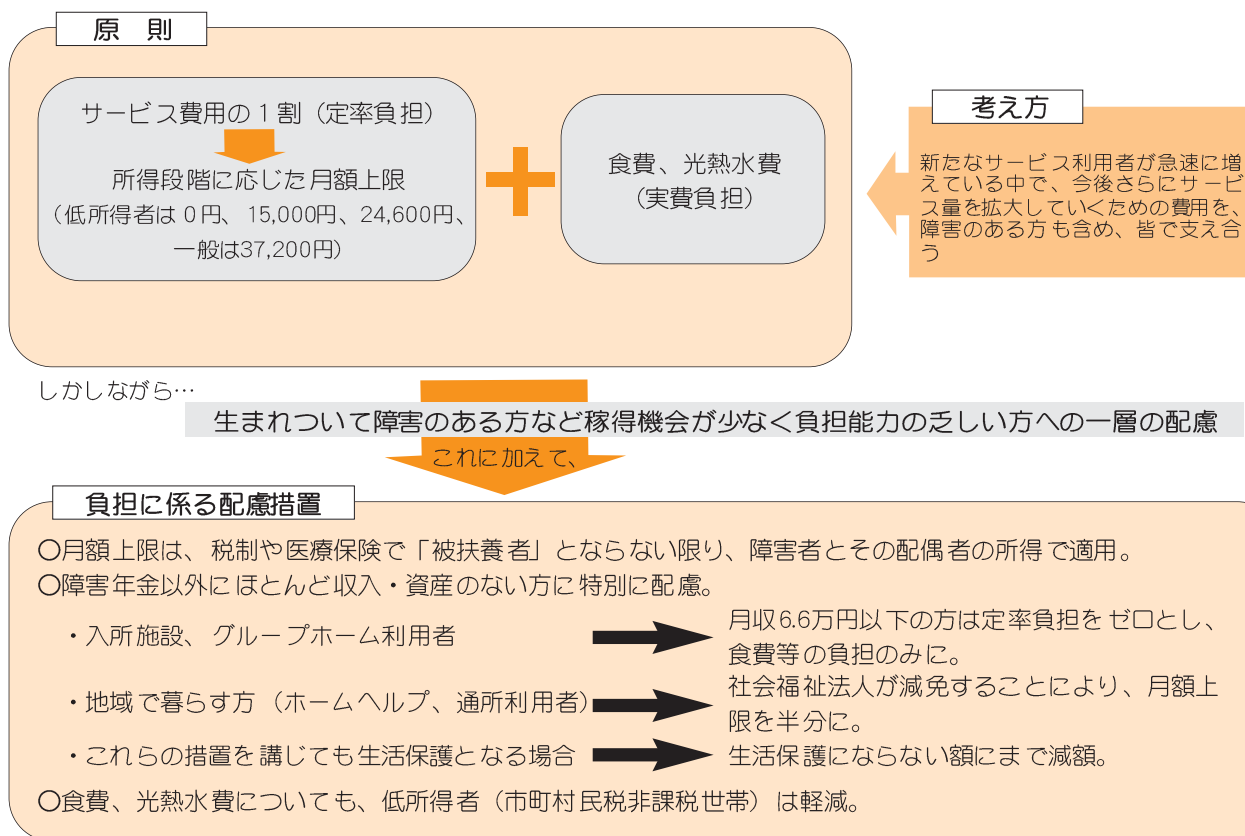 原　則
サービス費用の１割（定率負担）
所得段階に応じた月額上限
（低所得者は０円、15,000円、24,600円、
一般は37,200円）
食費、光熱水費
（実費負担）
考え方
新たなサービス利用者が急速に増
えている中で、今後さらにサービ
ス量を拡大していくための費用を、
障害のある方も含め、皆で支え合
う
しかしながら…
生まれついて障害のある方など稼得機会が少なく負担能力の乏しい方への一層の配慮
これに加えて、
負担に係る配慮措置
○月額上限は、税制や医療保険で「被扶養者」とならない限り、障害者とその配偶者の所得で適用。
○障害年金以外にほとんど収入・資産のない方に特別に配慮。
・入所施設、グループホーム利用者
月収6.6万円以下の方は定率負担をゼロとし、
食費等の負担のみに。
・地域で暮らす方（ホームヘルプ、通所利用者）
社会福祉法人が減免することにより、月額上
限を半分に。
・これらの措置を講じても生活保護となる場合
生活保護にならない額にまで減額。
○食費、光熱水費についても、低所得者（市町村民税非課税世帯）は軽減。